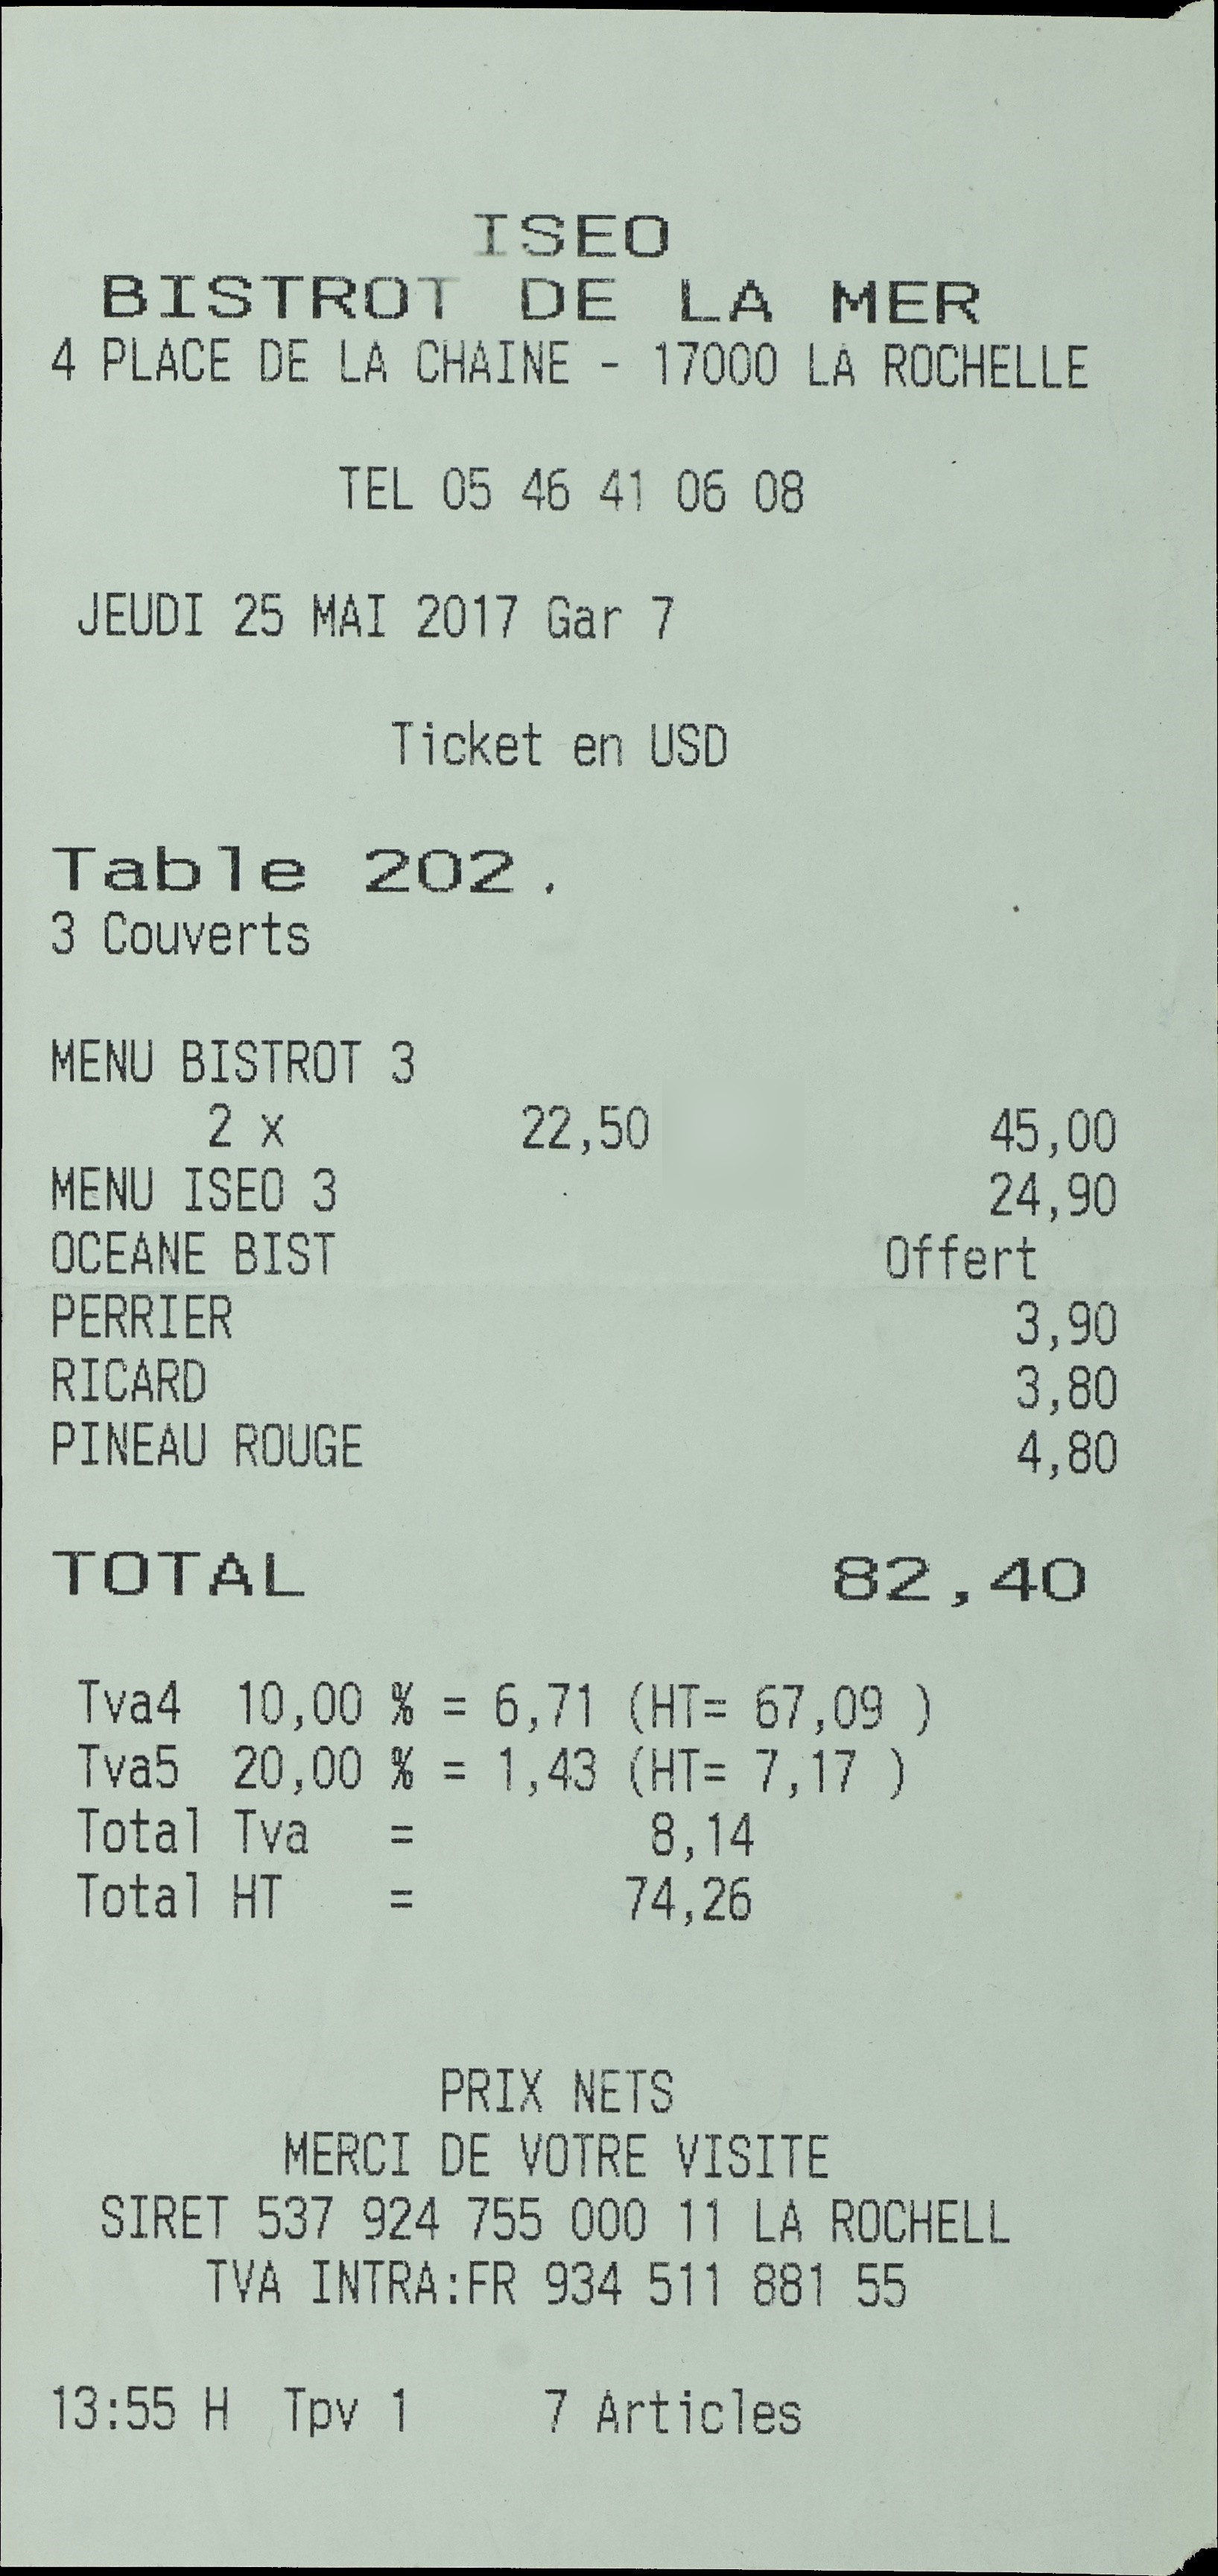 ISEO
BISTROT DE LA MER
4 PLACE DE LA CHAINE - 17000 LA ROCHELLE
TEL 05 46 41 06 08
JEUDI 25 MAI 2017 Gar 7
Ticket en USD
Table 202.
3 Couverts
MENU BISTROT 3
2 x 22,50 45,00
MENU ISEO 3 24,90
OCEANE BIST Offert
PERRIER 3,90
RICARD 3,80
PINEAU ROUGE 4,80
TOTAL 82,40
Tva4 10,00 % = 6,71 (HT= 67,09 )
Tva5 20,00 % = 1,43 (HT= 7,17 )
Total Tva = 8,14
Total HT = 74,26
PRIX NETS
MERCI DE VOTRE VISITE
SIRET 537 924 755 000 11 LA ROCHELL
TVA INTRA:FR 934 511 881 55
13:55 H Tpv 1 7 Articles